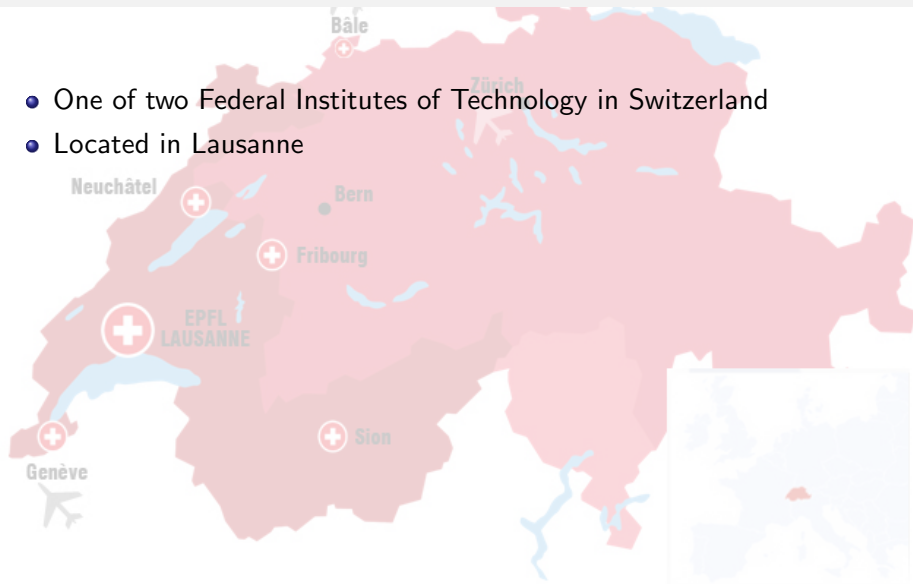 Bâle
Zürich
One of two Federal Institutes of Technology in Switzerland
Located in Lausanne
Neuchâtel
Bern
Fribourg
EPFL
LAUSANNE
Sion
Genève